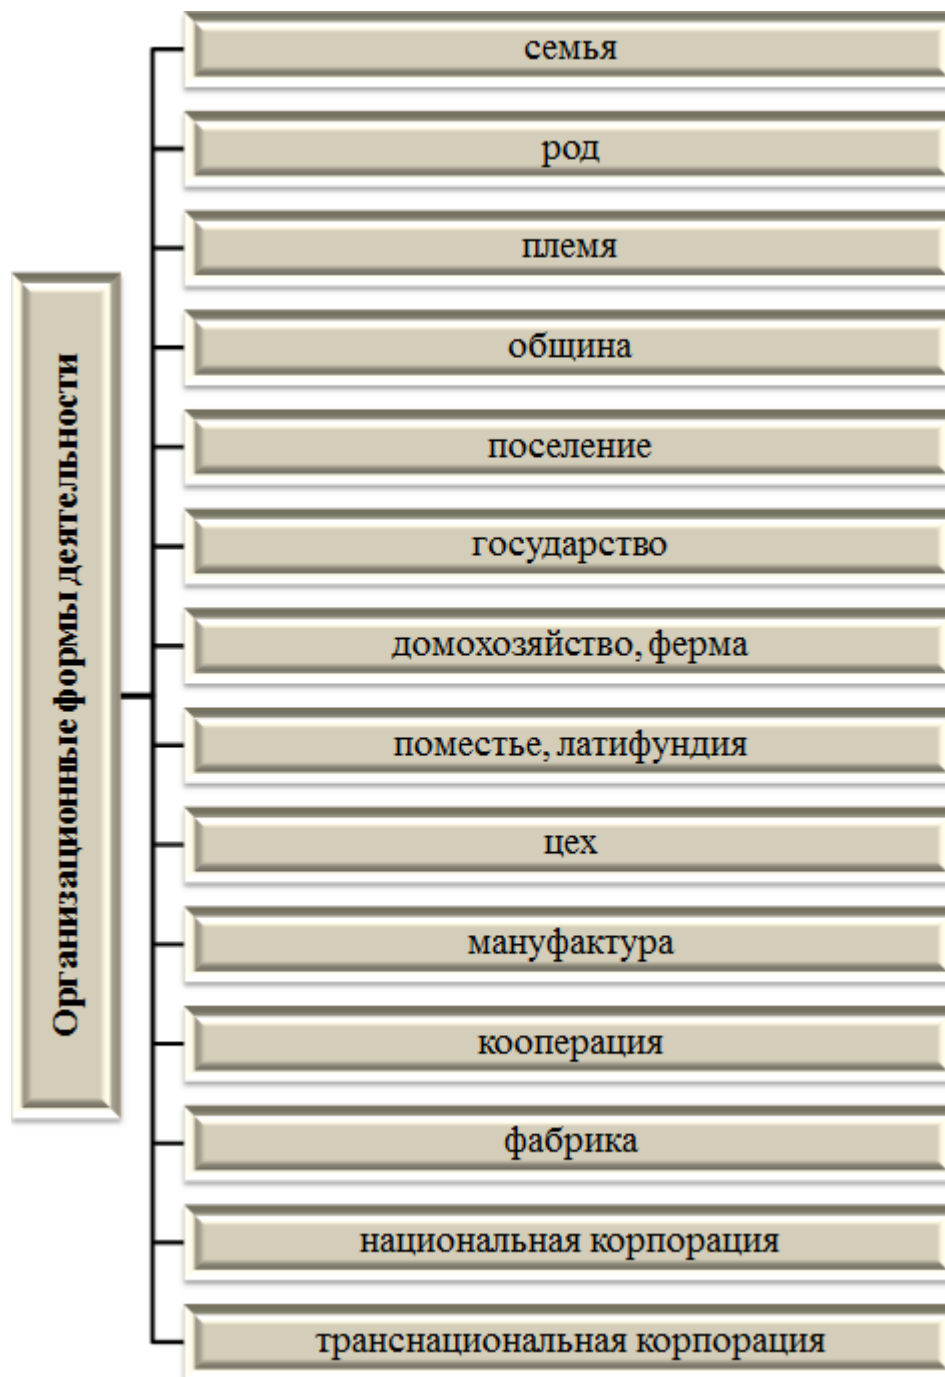 Организационные формы деятельности
семья
род
племя
община
поселение
государство
домохозяйство, ферма
поместье, латифундия
цех
мануфактура
кооперация
фабрика
национальная корпорация
транснациональная корпорация